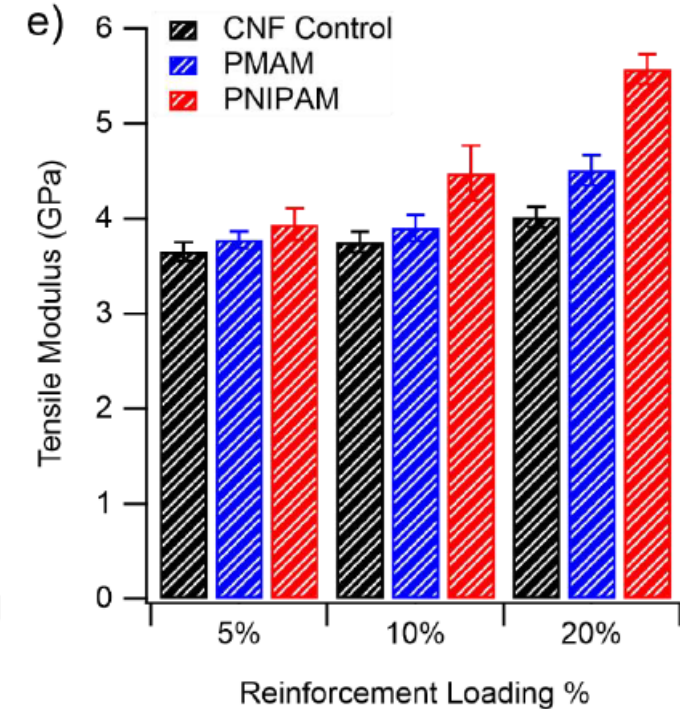 e)
CNF Control
PMAM
PNIPAM
Tensile Modulus (GPa)
6
5
4
3
2
1
0
5% 10% 20%
Reinforcement Loading %